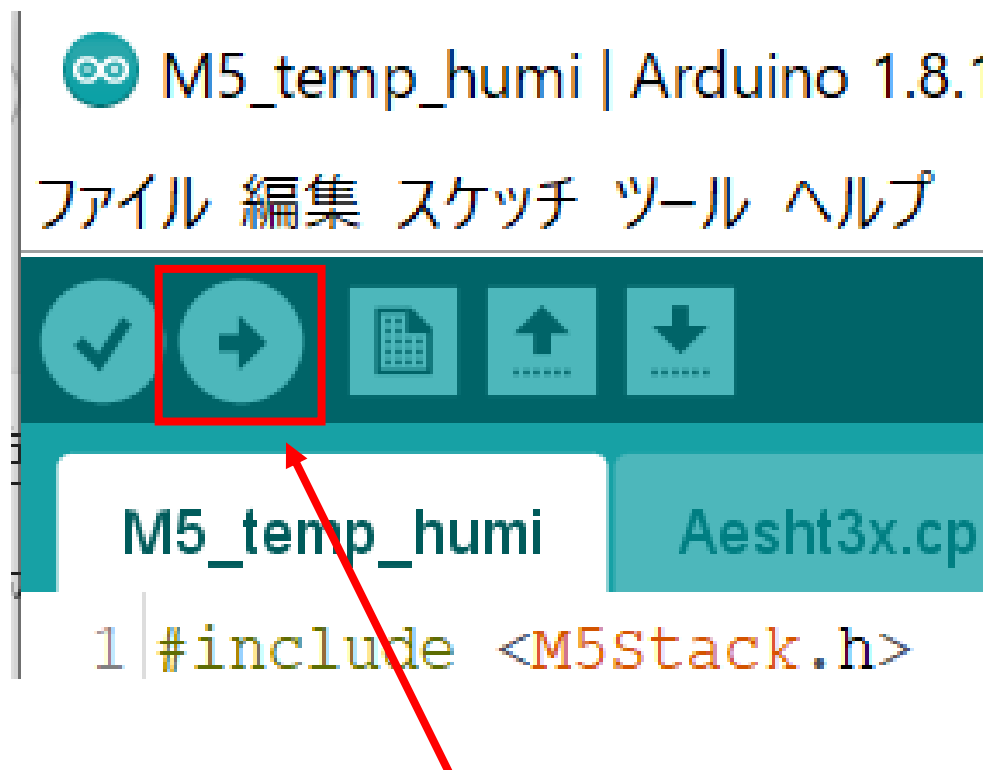 M5_temp_humi | Arduino 1.8.1
ファイル 編集 スケッチ ツール ヘルプ
M5_temp_humi Aesht3x.cp
1 #include <M5Stack.h>